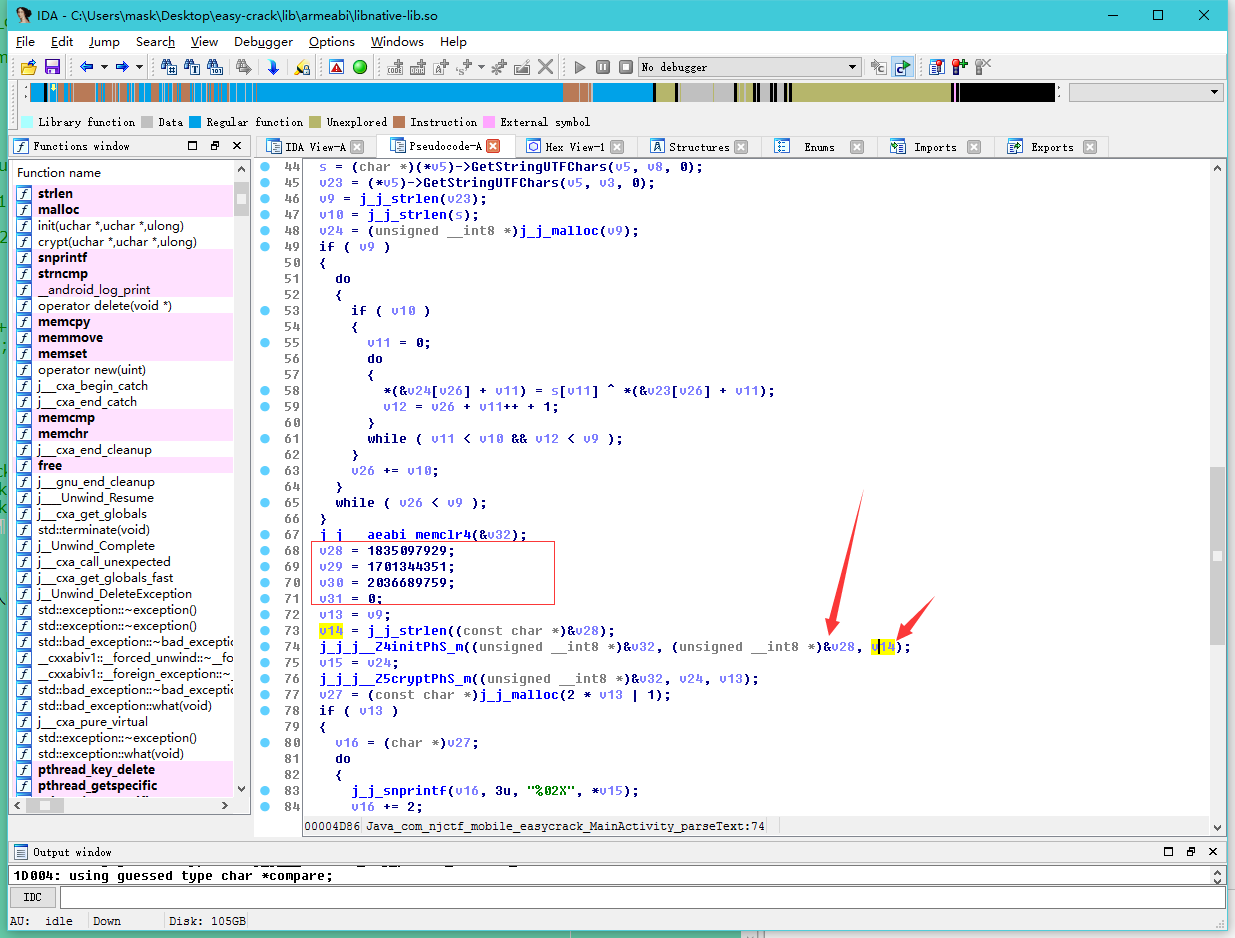 IDA - C:\Users\mask\Desktop\easy-crack\lib\armeabi\libnative-lib.so
File Edit Jump Search View Debugger Options Windows Help
No debugger
Library function Data Regular function Unexplored Instruction External symbol
Functions window
IDA View-A Pseudocode-A Hex View-1 Structures Enums Imports Exports
Function name
strlen
malloc
init(uchar *,uchar *,ulong)
crypt(uchar *,uchar *,ulong)
snprintf
strncmp
__android_log_print
operator delete(void *)
memcpy
memmove
memset
operator new(uint)
j___cxa_begin_catch
j___cxa_end_catch
memcmp
memchr
j___cxa_end_cleanup
free
j___gnu_end_cleanup
j____Unwind_Resume
j___cxa_get_globals
std::terminate(void)
j__Unwind_Complete
j___cxa_call_unexpected
j___cxa_get_globals_fast
j__Unwind_DeleteException
std::exception::~exception()
std::exception::~exception()
std::bad_exception::~bad_exceptic
std::bad_exception::~bad_exceptic
__cxxabiv1::__forced_unwind::~__fo
__cxxabiv1::__foreign_exception::~_
std::bad_exception::~bad_exceptic
std::bad_exception::what(void)
j___cxa_pure_virtual
std::exception::~exception()
std::exception::what(void)
pthread_key_delete
pthread_getspecific
44 s = (char *)(*v5)->GetStringUTFChars(v5, v8, 0);
45 v23 = (*v5)->GetStringUTFChars(v5, v3, 0);
46 v9 = j_j_strlen(v23);
47 v10 = j_j_strlen(s);
48 v24 = (unsigned __int8 *)j_j_malloc(v9);
49 if ( v9 )
50 {
51 do
52 {
53 if ( v10 )
54 {
55 v11 = 0;
56 do
57 {
58 *(&v24[v26] + v11) = s[v11] ^ *(&v23[v26] + v11);
59 v12 = v26 + v11++ + 1;
60 }
61 while ( v11 < v10 && v12 < v9 );
62 }
63 v26 += v10;
64 }
65 while ( v26 < v9 );
66 }
67 j_j___aeabi_memclr4(&v32);
68 v28 = 1835097929;
69 v29 = 1701344351;
70 v30 = 2036689759;
71 v31 = 0;
72 v13 = v9;
73 v14 = j_j_strlen((const char *)&v28);
74 j_j_j__Z4initPhS_m((unsigned __int8 *)&v32, (unsigned __int8 *)&v28, v14);
75 v15 = v24;
76 j_j_j__Z5cryptPhS_m((unsigned __int8 *)&v32, v24, v13);
77 v27 = (const char *)j_j_malloc(2 * v13 | 1);
78 if ( v13 )
79 {
80 v16 = (char *)v27;
81 do
82 {
83 j_j_snprintf(v16, 3u, "%02X", *v15);
84 v16 += 2;
00004D86 Java_com_njctf_mobile_easycrack_MainActivity_parseText:74
Output window
1D004: using guessed type char *compare;
IDC
AU: idle Down Disk: 105GB